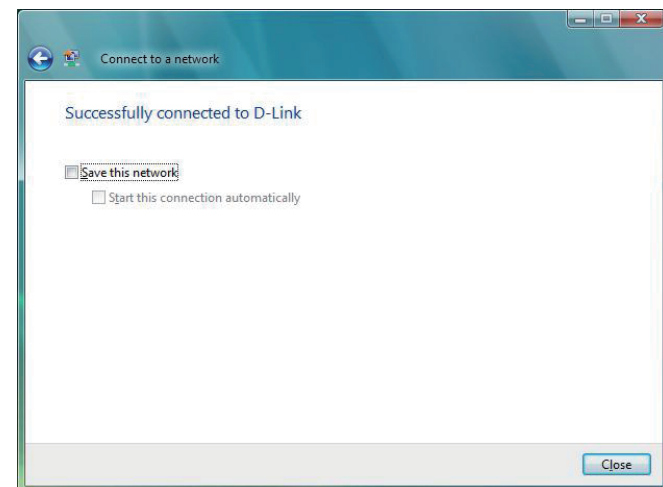 Connect to a network
Successfully connected to D-Link
Save this network
Start this connection automatically
Close